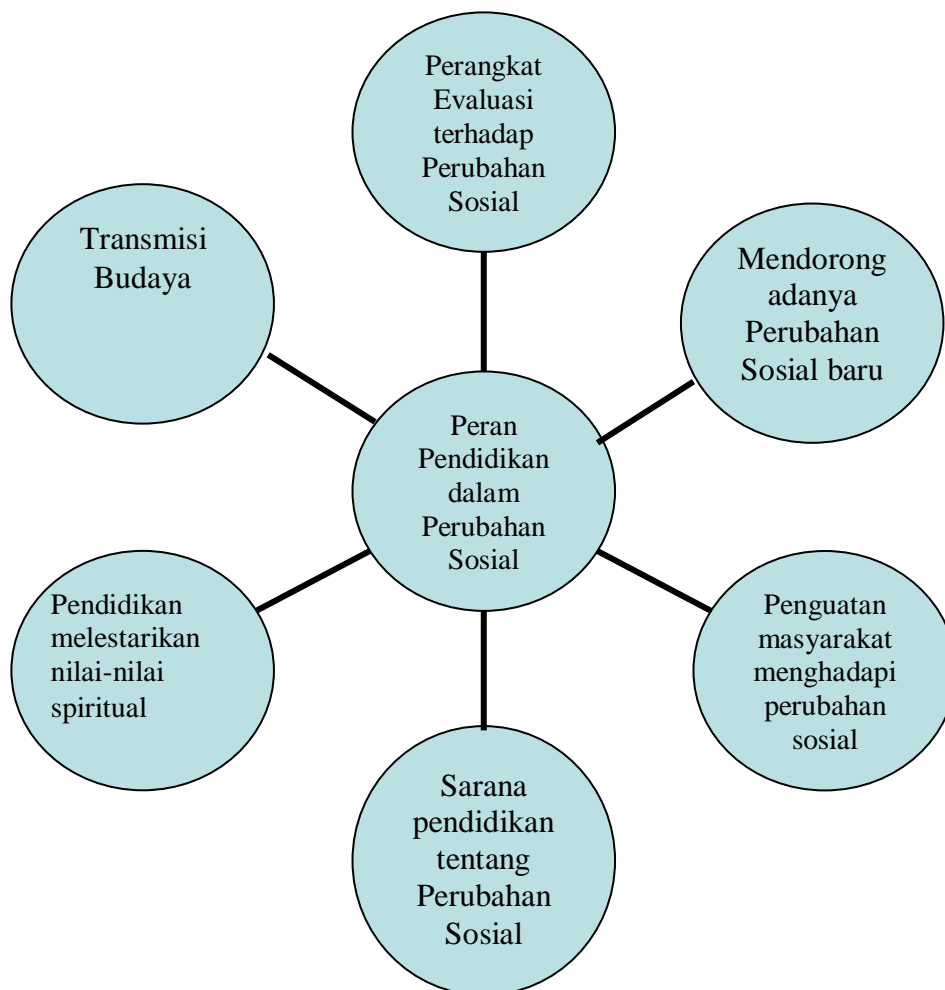 Perangkat
Evaluasi
terhadap
Perubahan
Sosial
Transmisi
Budaya
Mendorong
adanya
Perubahan
Sosial baru
Peran
Pendidikan
dalam
Perubahan
Sosial
Pendidikan
melestarikan
nilai-nilai
spiritual
Penguatan
masyarakat
menghadapi
perubahan
sosial
Sarana
pendidikan
tentang
Perubahan
Sosial